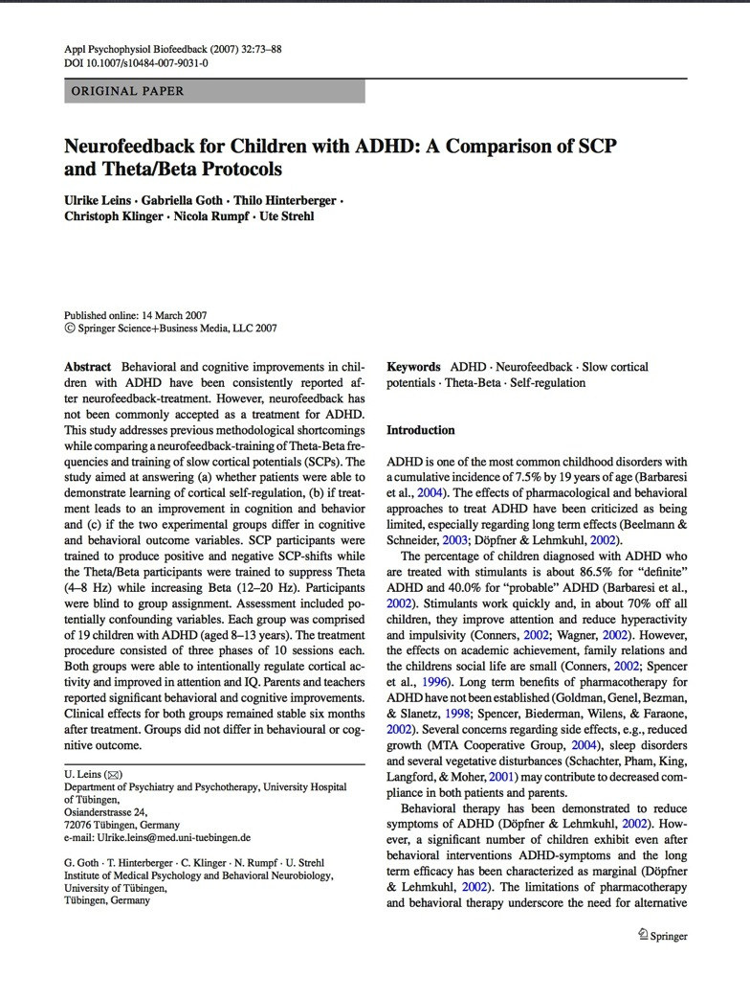 Appl Psychophysiol Biofeedback (2007) 32:73–88
DOI 10.1007/s10484-007-9031-0
ORIGINAL PAPER
Neurofeedback for Children with ADHD: A Comparison of SCP
and Theta/Beta Protocols
Ulrike Leins · Gabriella Goth · Thilo Hinterberger ·
Christoph Klinger · Nicola Rumpf · Ute Strehl
Published online: 14 March 2007
© Springer Science+Business Media, LLC 2007
Abstract Behavioral and cognitive improvements in chil-
dren with ADHD have been consistently reported af-
ter neurofeedback-treatment. However, neurofeedback has
not been commonly accepted as a treatment for ADHD.
This study addresses previous methodological shortcomings
while comparing a neurofeedback-training of Theta-Beta fre-
quencies and training of slow cortical potentials (SCPs). The
study aimed at answering (a) whether patients were able to
demonstrate learning of cortical self-regulation, (b) if treat-
ment leads to an improvement in cognition and behavior
and (c) if the two experimental groups differ in cognitive
and behavioral outcome variables. SCP participants were
trained to produce positive and negative SCP-shifts while
the Theta/Beta participants were trained to suppress Theta
(4–8 Hz) while increasing Beta (12–20 Hz). Participants
were blind to group assignment. Assessment included po-
tentially confounding variables. Each group was comprised
of 19 children with ADHD (aged 8–13 years). The treatment
procedure consisted of three phases of 10 sessions each.
Both groups were able to intentionally regulate cortical ac-
tivity and improved in attention and IQ. Parents and teachers
reported significant behavioral and cognitive improvements.
Clinical effects for both groups remained stable six months
after treatment. Groups did not differ in behavioural or cog-
nitive outcome.
U. Leins (✉)
Department of Psychiatry and Psychotherapy, University Hospital
of Tübingen,
Osianderstrasse 24,
72076 Tübingen, Germany
e-mail: Ulrike.leins@med.uni-tuebingen.de
G. Goth · T. Hinterberger · C. Klinger · N. Rumpf · U. Strehl
Institute of Medical Psychology and Behavioral Neurobiology,
University of Tübingen,
Tübingen, Germany
Keywords ADHD · Neurofeedback · Slow cortical
potentials · Theta-Beta · Self-regulation
Introduction
ADHD is one of the most common childhood disorders with
a cumulative incidence of 7.5% by 19 years of age (Barbaresi
et al., 2004). The effects of pharmacological and behavioral
approaches to treat ADHD have been criticized as being
limited, especially regarding long term effects (Beelmann &
Schneider, 2003; Döpfner & Lehmkuhl, 2002).
The percentage of children diagnosed with ADHD who
are treated with stimulants is about 86.5% for “definite”
ADHD and 40.0% for “probable” ADHD (Barbaresi et al.,
2002). Stimulants work quickly and, in about 70% off all
children, they improve attention and reduce hyperactivity
and impulsivity (Conners, 2002; Wagner, 2002). However,
the effects on academic achievement, family relations and
the childrens social life are small (Conners, 2002; Spencer
et al., 1996). Long term benefits of pharmacotherapy for
ADHD have not been established (Goldman, Genel, Bezman,
& Slanetz, 1998; Spencer, Biederman, Wilens, & Faraone,
2002). Several concerns regarding side effects, e.g., reduced
growth (MTA Cooperative Group, 2004), sleep disorders
and several vegetative disturbances (Schachter, Pham, King,
Langford, & Moher, 2001) may contribute to decreased com-
pliance in both patients and parents.
Behavioral therapy has been demonstrated to reduce
symptoms of ADHD (Döpfner & Lehmkuhl, 2002). How-
ever, a significant number of children exhibit even after
behavioral interventions ADHD-symptoms and the long
term efficacy has been characterized as marginal (Döpfner
& Lehmkuhl, 2002). The limitations of pharmacotherapy
and behavioral therapy underscore the need for alternative
Springer